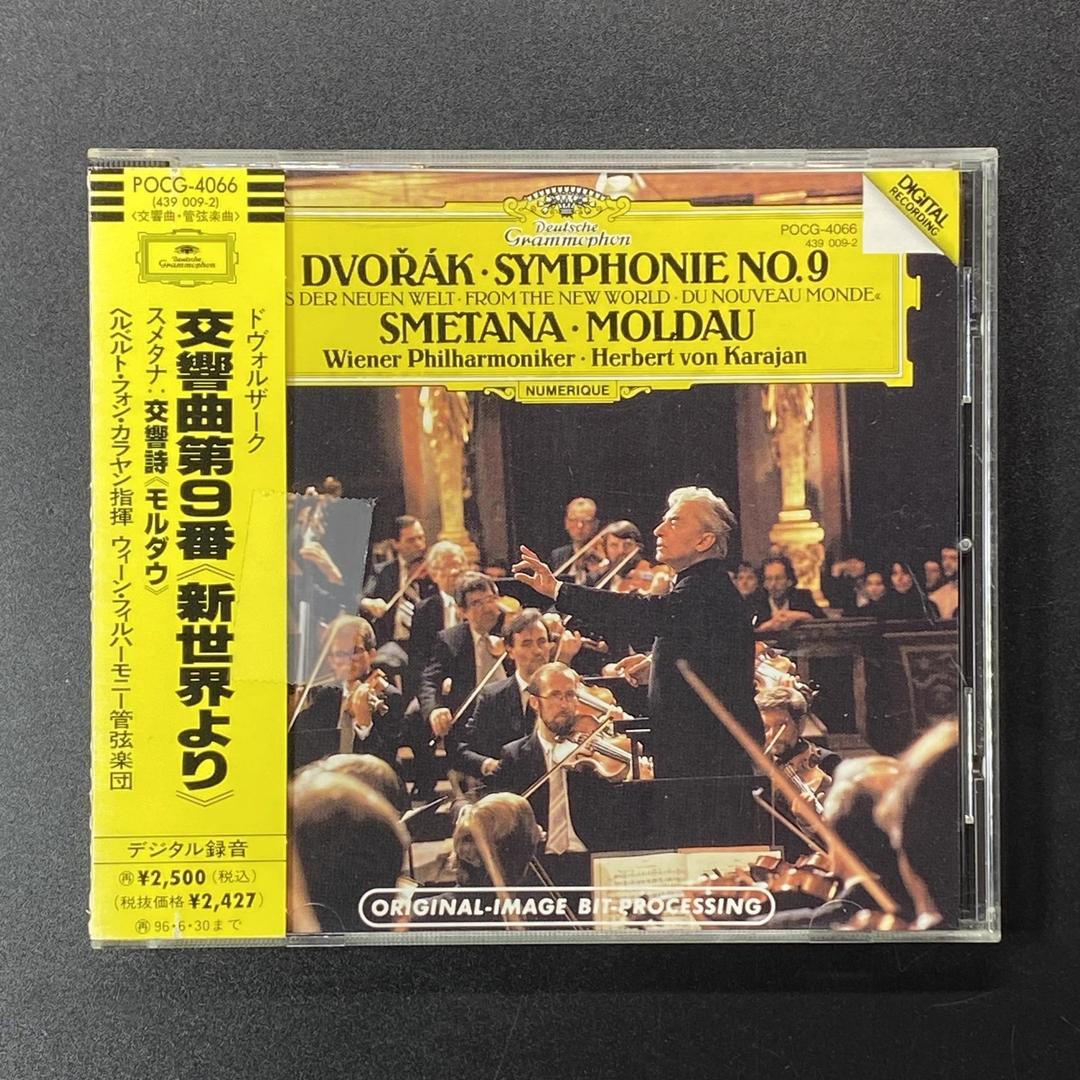 POCG-4066
(439 009-2)
〈交響曲・管弦楽曲〉
Deutsche
Grammophon
ドヴォルザーク
交響曲第9番《新世界より》
スメタナ:交響詩《モルダウ》
ヘルベルト・フォン・カラヤン指揮 ウィーン・フィルハーモニー管弦楽団
デジタル録音
再 ¥2,500(税込)
(税抜価格 ¥2,427)
再 96・6・30まで
Deutsche
Grammophon
POCG-4066
439 009-2
DIGITAL
RECORDING
DVOŘÁK · SYMPHONIE NO.9
S DER NEUEN WELT · FROM THE NEW WORLD · DU NOUVEAU MONDE«
SMETANA · MOLDAU
Wiener Philharmoniker · Herbert von Karajan
NUMERIQUE
ORIGINAL-IMAGE BIT-PROCESSING